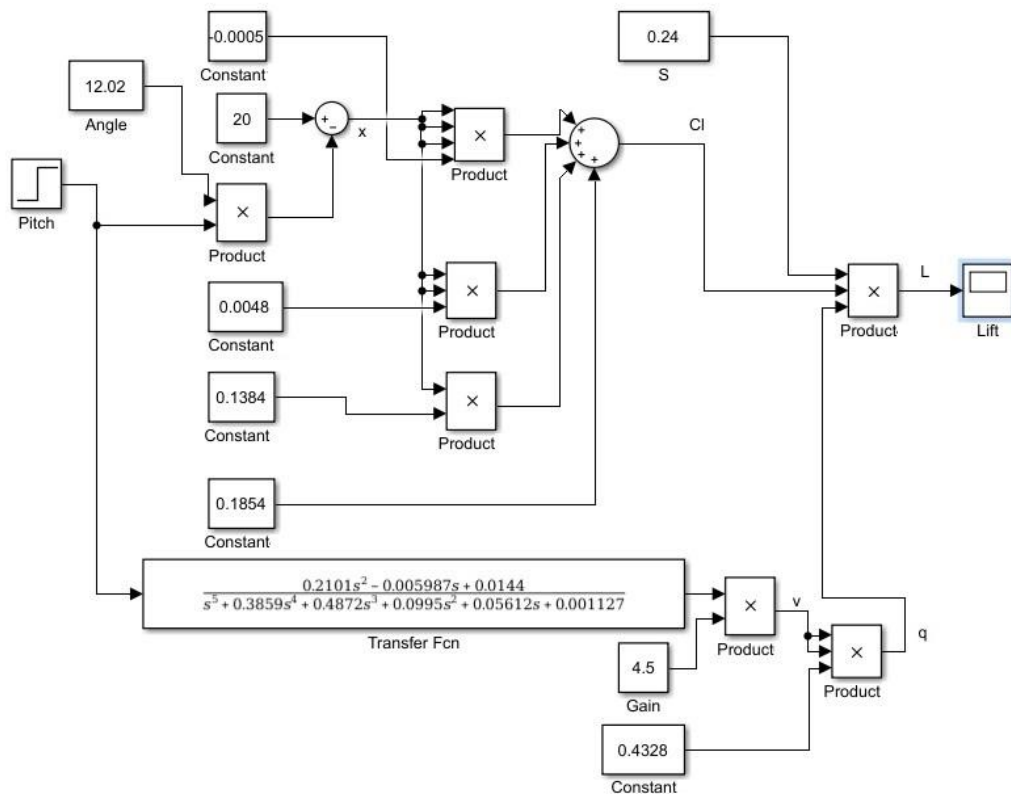 -0.0005
Constant
0.24
S
12.02
Angle
20
Constant
+
−
x
×
Product
+
+
+
+
Cl
Pitch
×
Product
0.0048
Constant
×
Product
×
Product
L
Lift
0.1384
Constant
×
Product
0.1854
Constant
0.2101s² − 0.005987s + 0.0144
s⁵ + 0.3859s⁴ + 0.4872s³ + 0.0995s² + 0.05612s + 0.001127
Transfer Fcn
×
Product
v
×
Product
q
4.5
Gain
0.4328
Constant